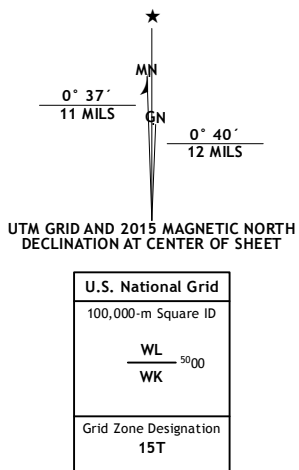 ★
MN
0° 37´
11 MILS
GN
0° 40´
12 MILS
UTM GRID AND 2015 MAGNETIC NORTH
DECLINATION AT CENTER OF SHEET
U.S. National Grid
100,000-m Square ID
WL
5000
WK
Grid Zone Designation
15T